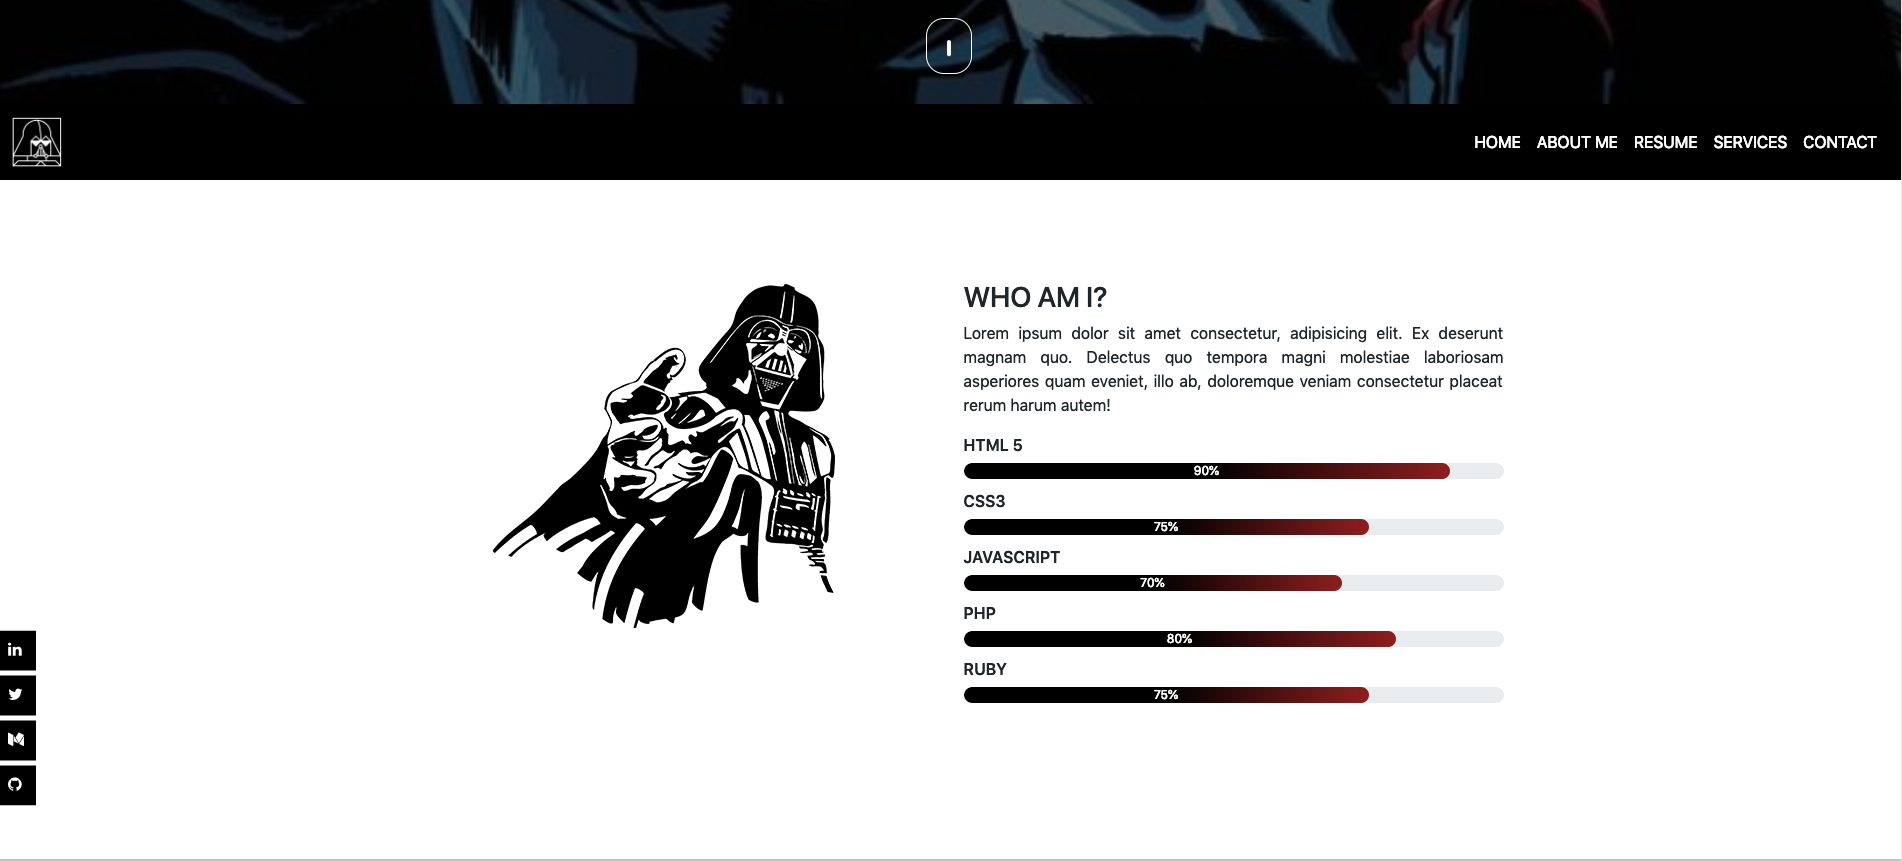 HOME ABOUT ME RESUME SERVICES CONTACT
WHO AM I?
Lorem ipsum dolor sit amet consectetur, adipisicing elit. Ex deserunt
magnam quo. Delectus quo tempora magni molestiae laboriosam
asperiores quam eveniet, illo ab, doloremque veniam consectetur placeat
rerum harum autem!
HTML 5
90%
CSS3
75%
JAVASCRIPT
70%
PHP
80%
RUBY
75%
in